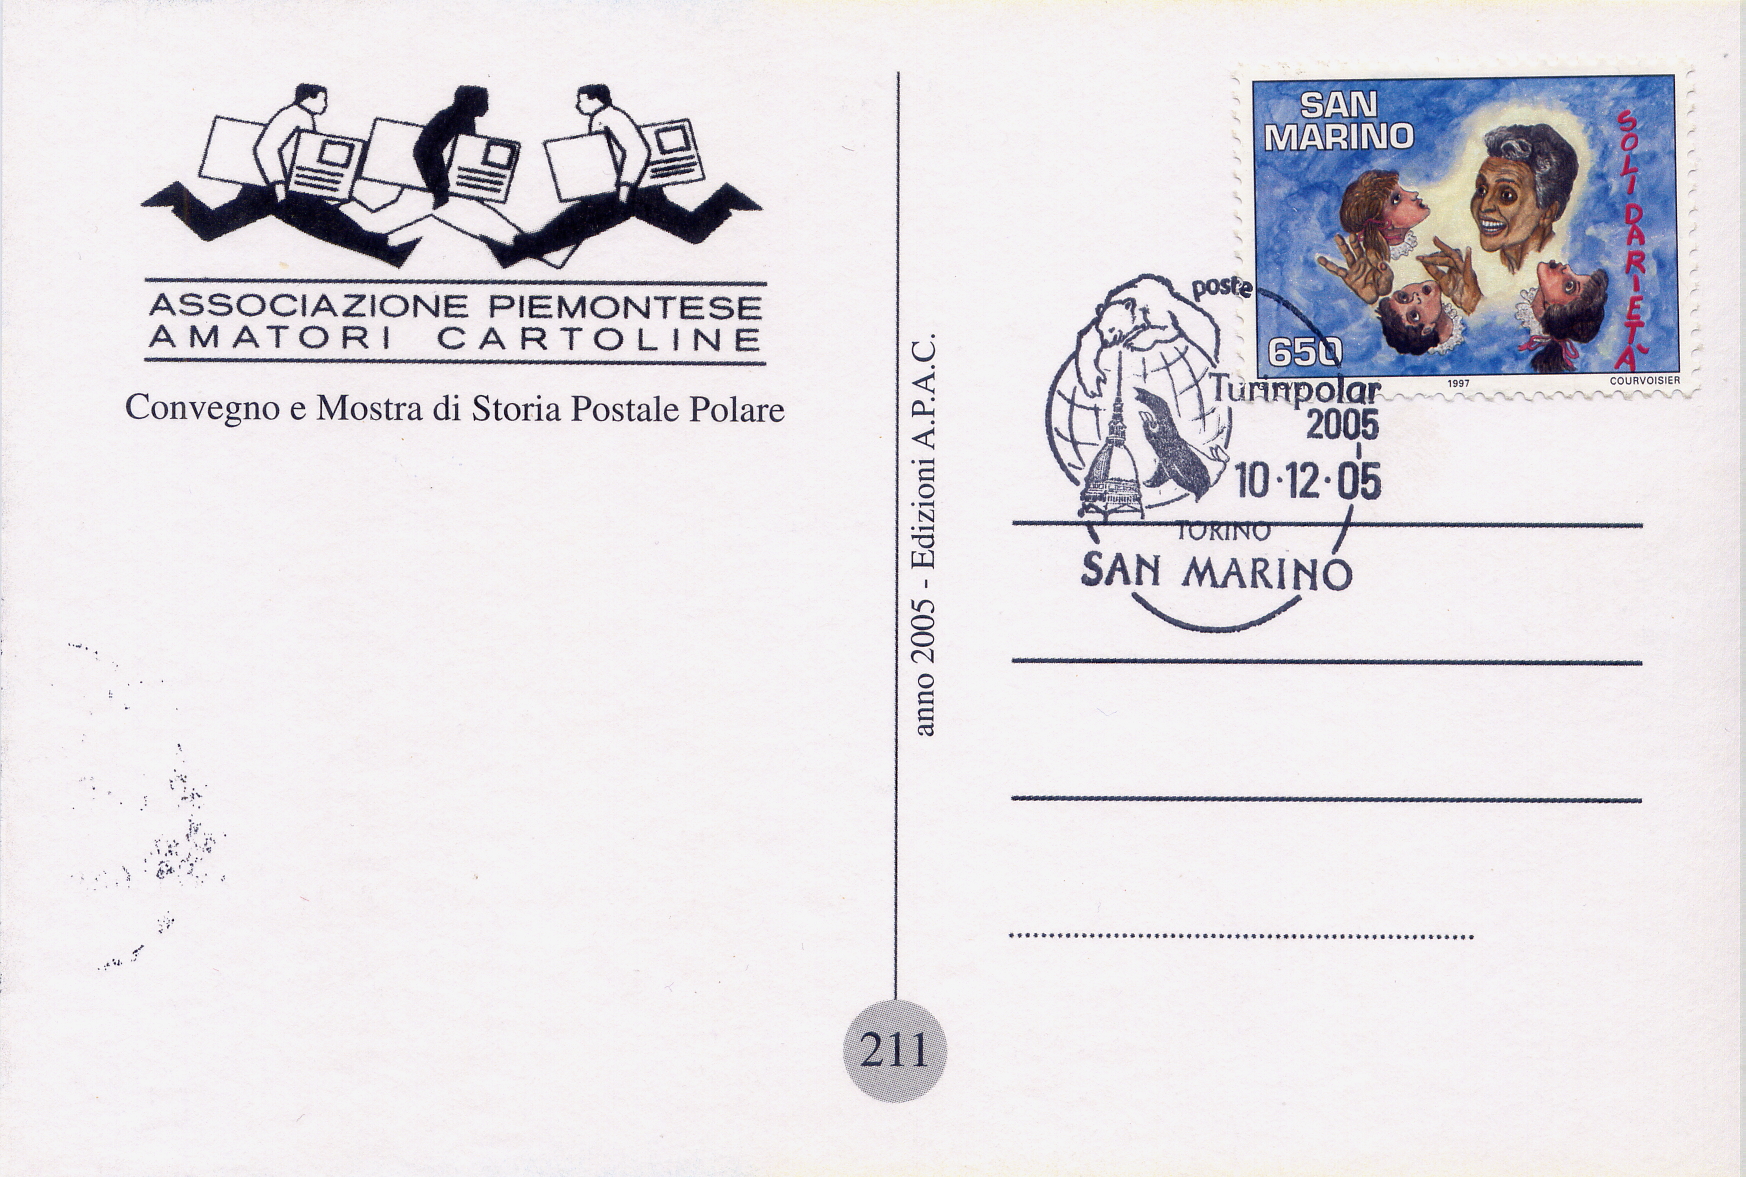 ASSOCIAZIONE PIEMONTESE
AMATORI CARTOLINE
Convegno e Mostra di Storia Postale Polare
anno 2005 - Edizioni A.P.A.C.
211
SAN
MARINO
SOLIDARIETÀ
650
1997
COURVOISIER
poste
Turinpolar
2005
10·12·05
TORINO
SAN MARINO